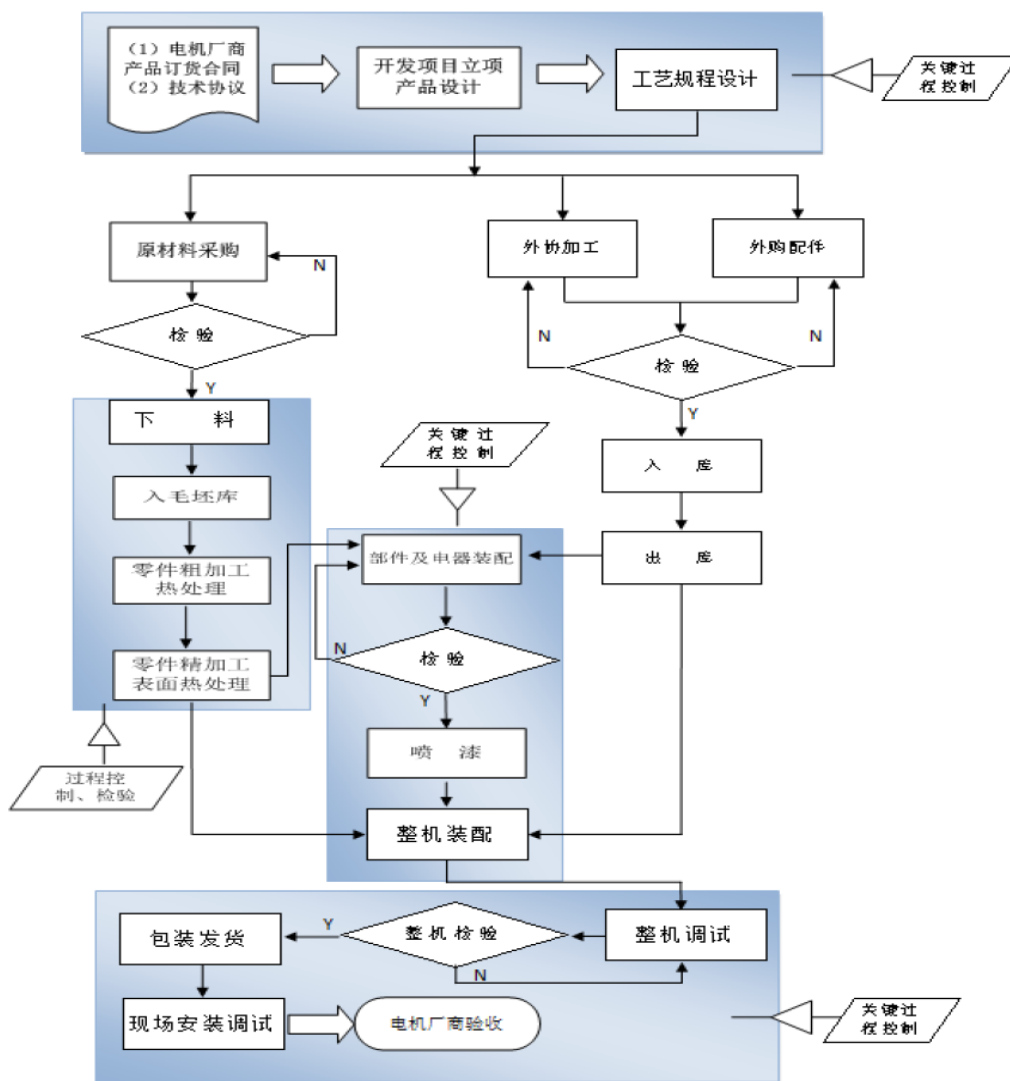 （1）电机厂商
产品订货合同
（2）技术协议
开发项目立项
产品设计
工艺规程设计
关键过
程控制
原材料采购
N
核 验
Y
外协加工
外购配件
N
N
核 验
Y
下 料
入毛坯库
零件粗加工
热处理
零件精加工
表面热处理
过程控
制、检验
关键过
程控制
部件及电器装配
N
核 验
Y
喷 漆
整机装配
入 库
出 库
整机调试
整机核验
Y
N
包装发货
现场安装调试
电机厂商验收
关键过
程控制